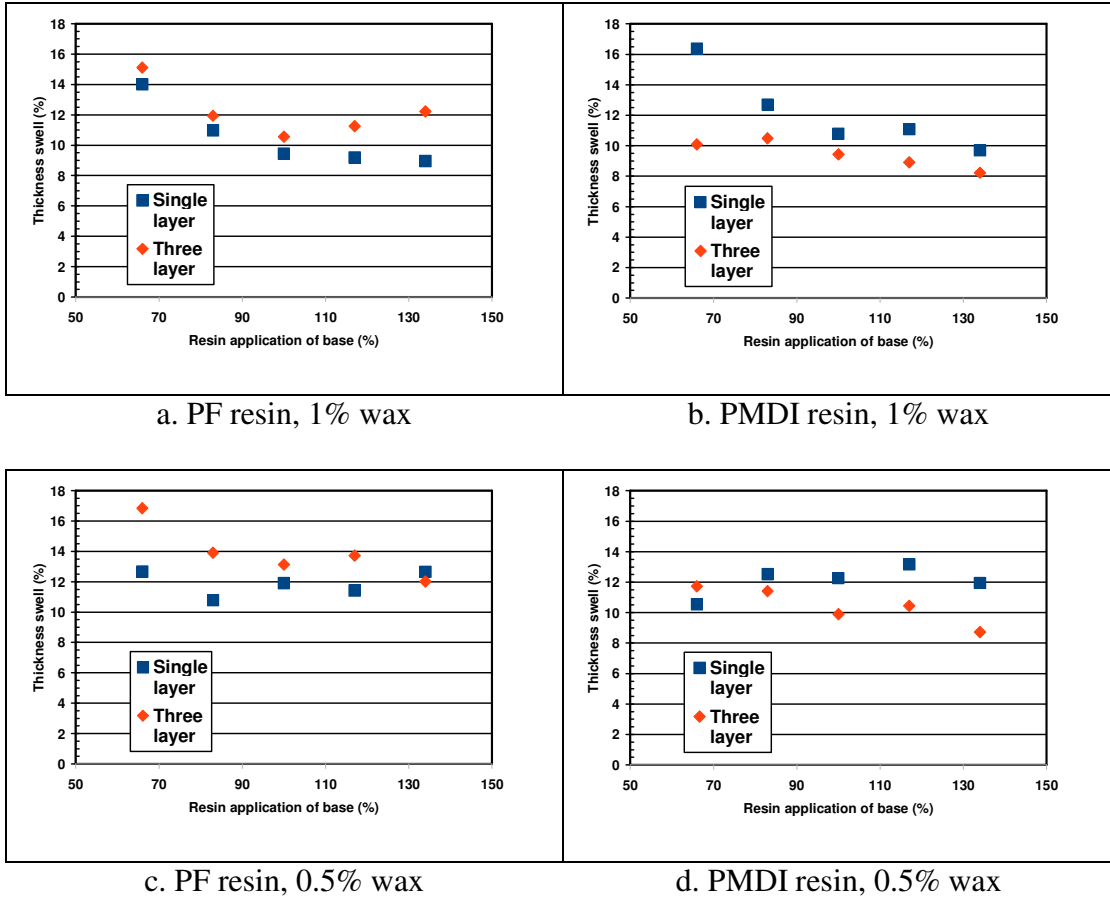 18
16
14
12
10
8
6
4
2
0
Thickness swell (%)
Single
layer
Three
layer
50 70 90 110 130 150
Resin application of base (%)
18
16
14
12
10
8
6
4
2
0
Thickness swell (%)
Single
layer
Three
layer
50 70 90 110 130 150
Resin application of base (%)
a. PF resin, 1% wax
b. PMDI resin, 1% wax
18
16
14
12
10
8
6
4
2
0
Thickness swell (%)
Single
layer
Three
layer
50 70 90 110 130 150
Resin application of base (%)
18
16
14
12
10
8
6
4
2
0
Thickness swell (%)
Single
layer
Three
layer
50 70 90 110 130 150
Resin application of base (%)
c. PF resin, 0.5% wax
d. PMDI resin, 0.5% wax